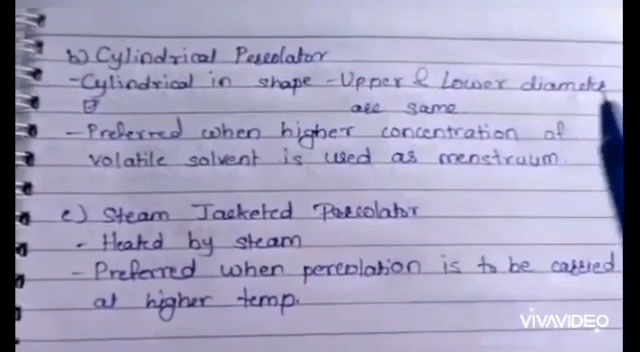 b) Cylindrical Percolator
- Cylindrical in shape - Upper & Lower diamete
are same
- Preferred when higher concentration of
volatile solvent is used as menstruum.
c) Steam Jacketed Percolator
- Heated by steam
- Preferred when percolation is to be carried
at higher temp.
VIVAVIDEO